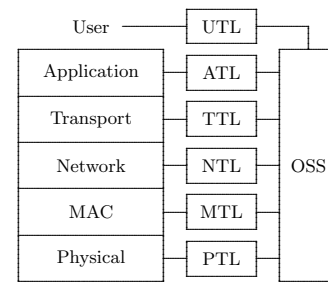 User UTL
Application ATL
Transport TTL
Network NTL OSS
MAC MTL
Physical PTL